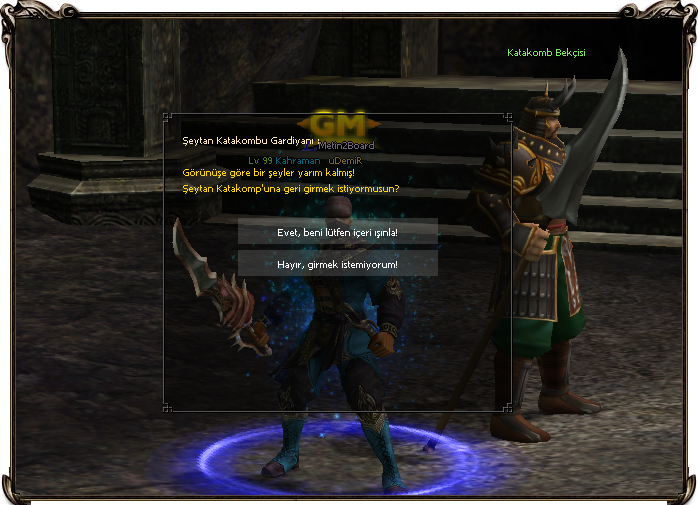 Katakomb Bekçisi
GM
Şeytan Katakombu Gardiyanı :
Metin2Board
Lv 99 Kahraman uDemiR
Görünüşe göre bir şeyler yarım kalmış!
Şeytan Katakomp'una geri girmek istiyormusun?
Evet, beni lütfen içeri ışınla!
Hayır, girmek istemiyorum!